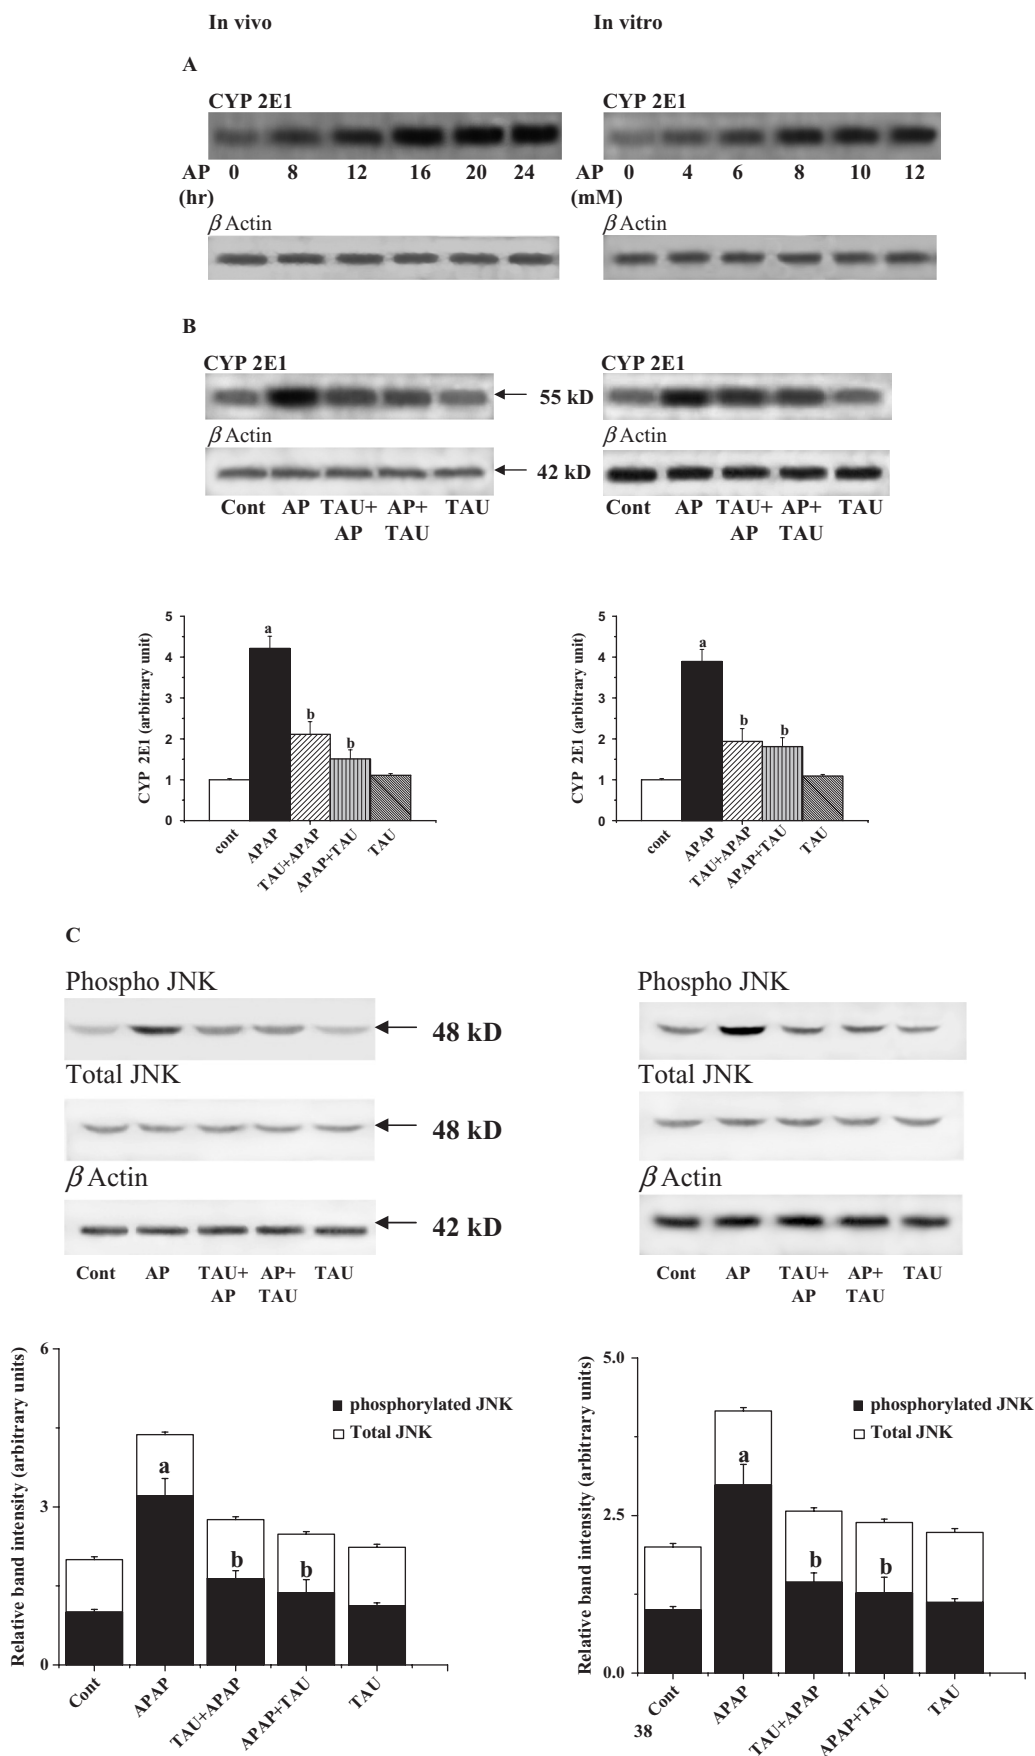 In vivo
In vitro
A
CYP 2E1
AP 0 8 12 16 20 24
(hr)
β Actin
CYP 2E1
AP 0 4 6 8 10 12
(mM)
β Actin
B
CYP 2E1
55 kD
β Actin
42 kD
Cont AP TAU+ AP+ TAU
AP TAU
CYP 2E1
β Actin
Cont AP TAU+ AP+ TAU
AP TAU
CYP 2E1 (arbitrary unit)
5
4
3
2
1
0
a
b
b
cont
APAP
TAU+APAP
APAP+TAU
TAU
CYP 2E1 (arbitrary unit)
5
4
3
2
1
0
a
b
b
cont
APAP
TAU+APAP
APAP+TAU
TAU
C
Phospho JNK
48 kD
Total JNK
48 kD
β Actin
42 kD
Cont AP TAU+ AP+ TAU
AP TAU
Phospho JNK
Total JNK
β Actin
Cont AP TAU+ AP+ TAU
AP TAU
Relative band intensity (arbitrary units)
6
3
0
phosphorylated JNK
Total JNK
a
b
b
Cont
APAP
TAU+APAP
APAP+TAU
TAU
Relative band intensity (arbitrary units)
5.0
2.5
0.0
phosphorylated JNK
Total JNK
a
b
b
Cont
APAP
TAU+APAP
APAP+TAU
TAU
38